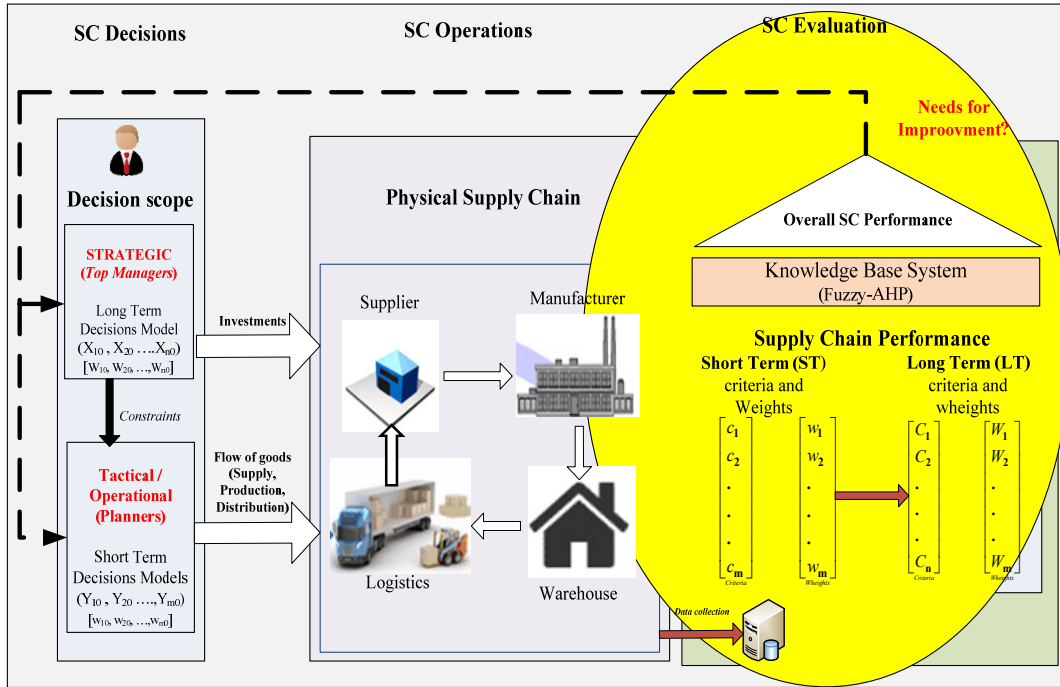 SC Decisions
SC Operations
SC Evaluation
Needs for
Improovment?
Decision scope
STRATEGIC
(Top Managers)
Long Term
Decisions Model
(X10 , X20 ….Xn0)
[w10, w20, …,wn0]
Constraints
Tactical /
Operational
(Planners)
Short Term
Decisions Models
(Y10 , Y20 ….,Ym0)
[w10, w20, …,wm0]
Investments
Flow of goods
(Supply,
Production,
Distribution)
Physical Supply Chain
Supplier
Manufacturer
Logistics
Warehouse
Data collection
Overall SC Performance
Knowledge Base System
(Fuzzy-AHP)
Supply Chain Performance
Short Term (ST)
criteria and
Weights
Long Term (LT)
criteria and
wheights
c1 w1 C1 W1
c2 w2 C2 W2
. . . .
. . . .
. . . .
cm wm Cn Wm
Criteria Wheights Criteria Wheights